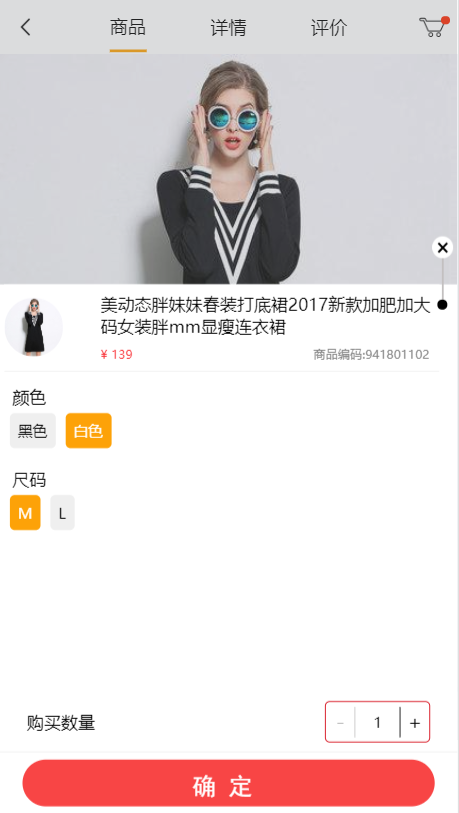 商品 详情 评价
美动态胖妹妹春装打底裙2017新款加肥加大
码女装胖mm显瘦连衣裙
¥ 139 商品编码:941801102
颜色
黑色 白色
尺码
M L
购买数量 - 1 +
确 定